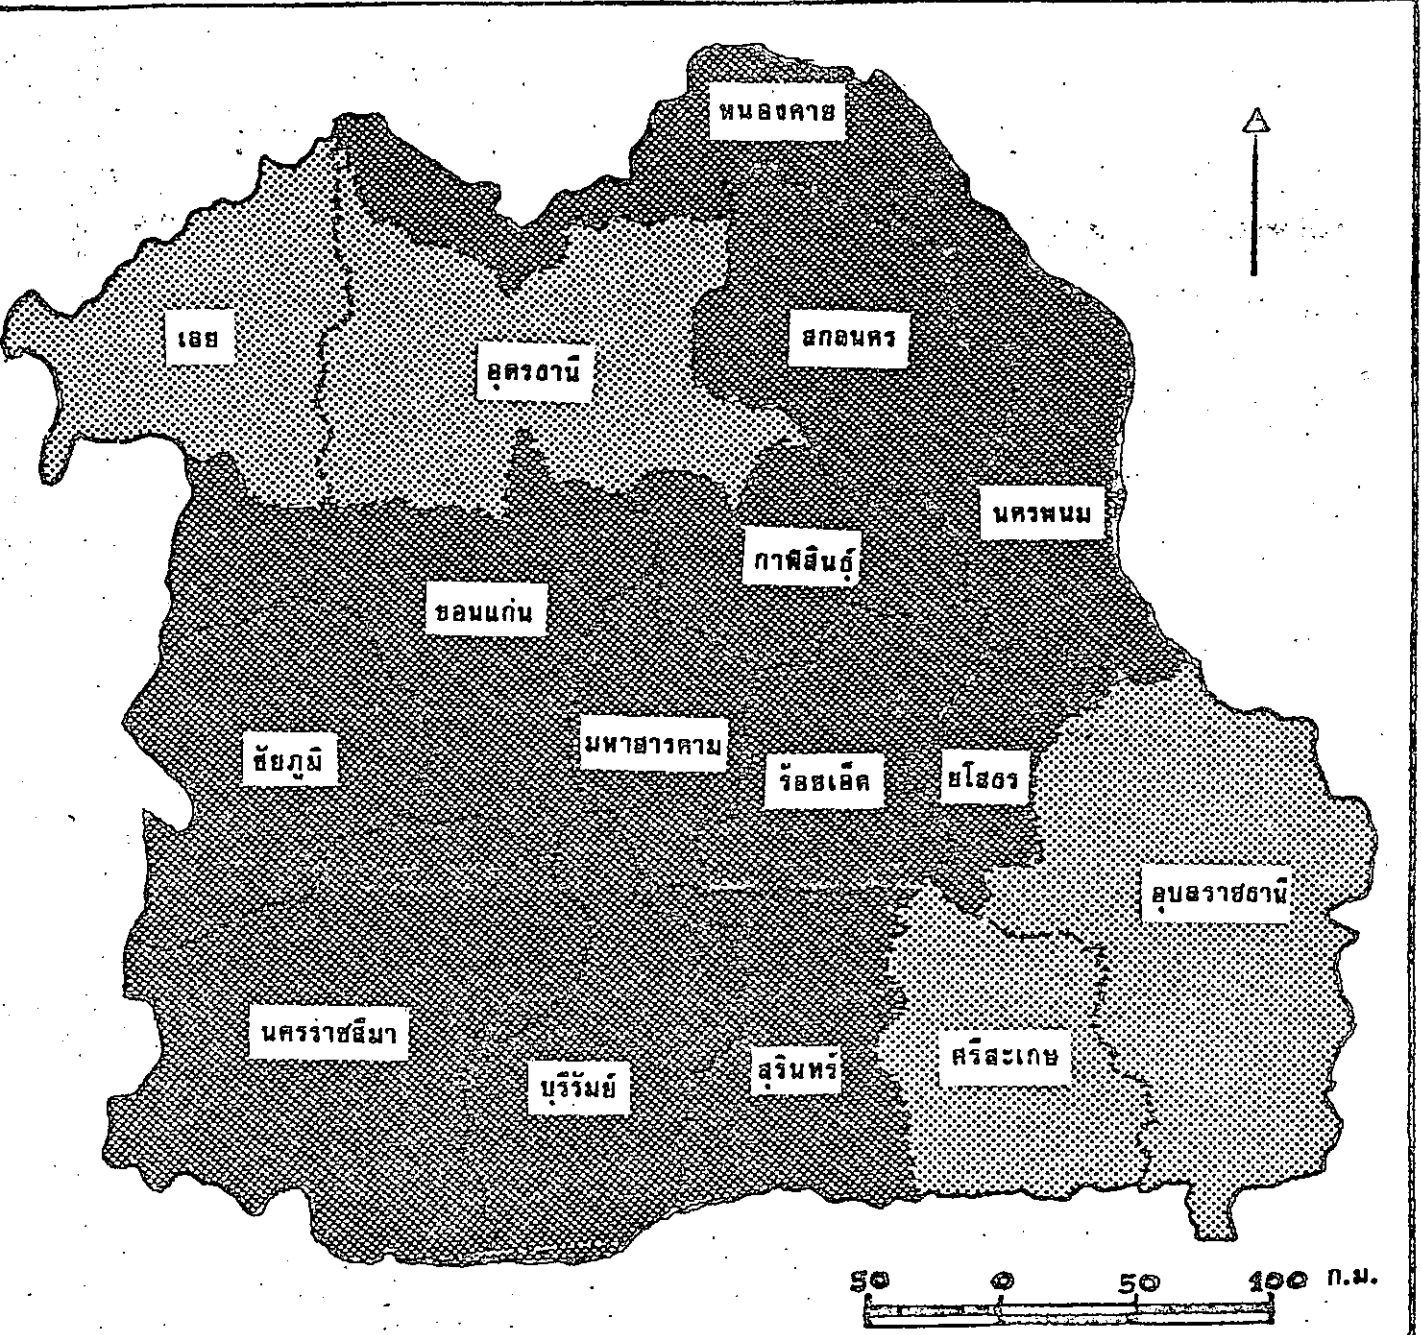 หนองคาย
เลย
สกลนคร
อุดรธานี
นครพนม
กาฬสินธุ์
ขอนแก่น
มหาสารคาม
ชัยภูมิ
ร้อยเอ็ด
ยโสธร
อุบลราชธานี
นครราชสีมา
ศรีสะเกษ
สุรินทร์
บุรีรัมย์
50 0 50 100 ก.ม.